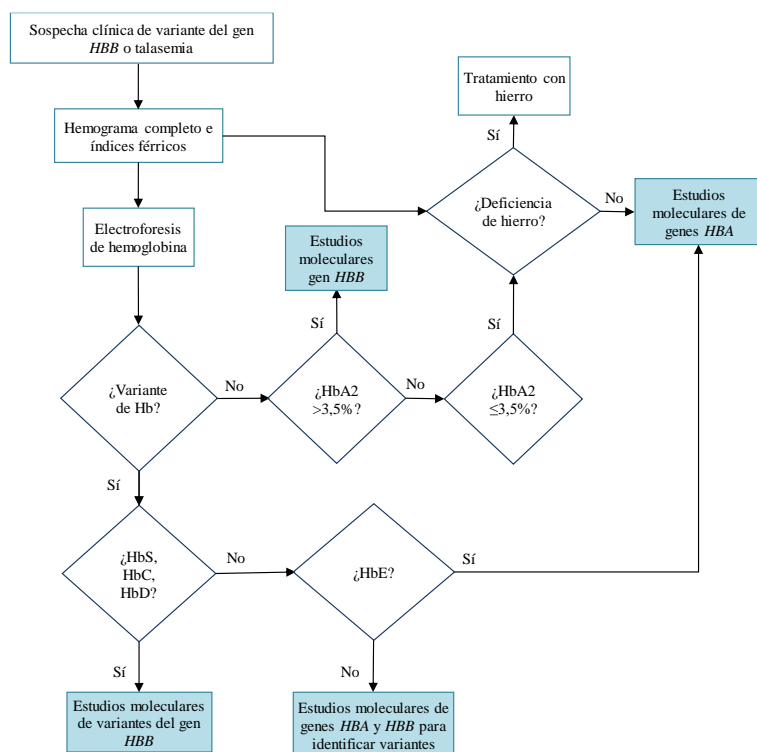 Sospecha clínica de variante del gen
HBB o talasemia
Tratamiento con
hierro
Hemograma completo e
índices férricos
Sí
¿Deficiencia
de hierro?
No
Estudios
moleculares de
genes HBA
Electroforesis
de hemoglobina
Estudios
moleculares
gen HBB
Sí
Sí
¿Variante
de Hb?
No
¿HbA2
>3,5%?
No
¿HbA2
≤3,5%?
Sí
¿HbS,
HbC,
HbD?
No
¿HbE?
Sí
Sí
No
Estudios moleculares
de variantes del gen
HBB
Estudios moleculares de
genes HBA y HBB para
identificar variantes